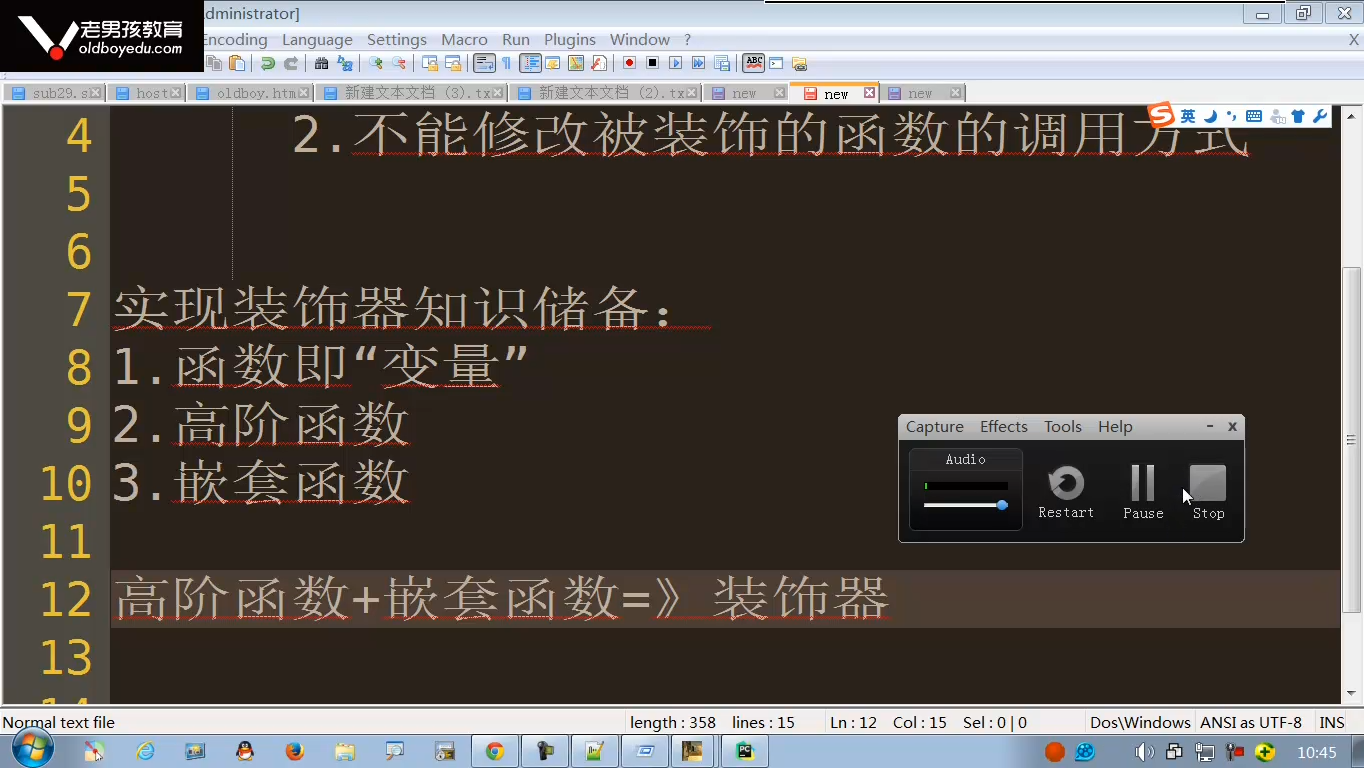 老男孩教育
oldboyedu.com
dministrator]
Encoding Language Settings Macro Run Plugins Window ? X
sub29.s host oldboy.htm 新建文本文档 (3).tx 新建文本文档 (2).tx new new new
英
4 2.不能修改被装饰的函数的调用方式
5
6
7 实现装饰器知识储备：
8 1.函数即“变量”
9 2.高阶函数
10 3.嵌套函数
11
12 高阶函数+嵌套函数=》装饰器
13
14
Capture Effects Tools Help - x
Audio
Restart Pause Stop
Normal text file length : 358 lines : 15 Ln : 12 Col : 15 Sel : 0 | 0 Dos\Windows ANSI as UTF-8 INS
10:45